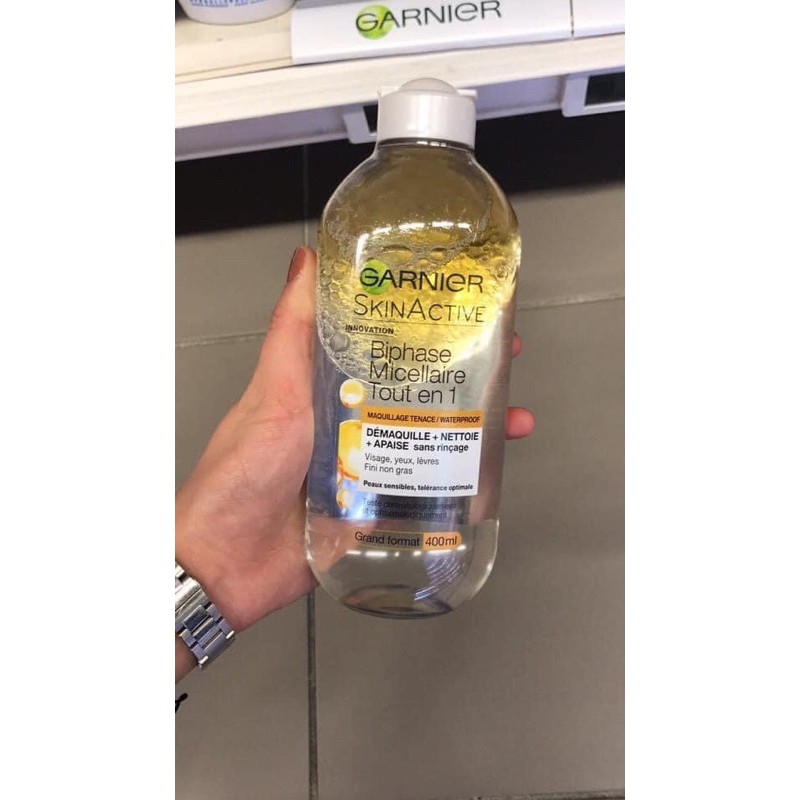 GARNIER
GARNIER
SKINACTIVE
INNOVATION
Biphase
Micellaire
Tout en 1
MAQUILLAGE TENACE / WATERPROOF
DÉMAQUILLE + NETTOIE
+ APAISE sans rinçage
Visage, yeux, lèvres
Fini non gras
Peaux sensibles, tolérance optimale
Grand format 400ml